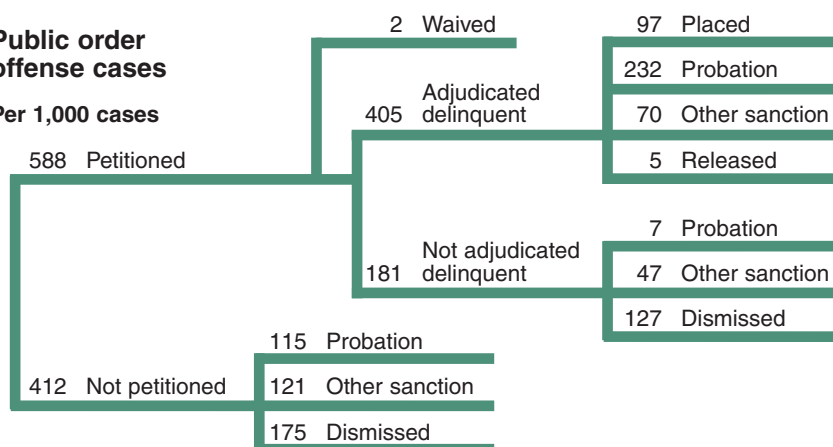 Public order
offense cases
Per 1,000 cases
2 Waived
97 Placed
232 Probation
405 Adjudicated
delinquent
70 Other sanction
588 Petitioned
5 Released
7 Probation
181 Not adjudicated
delinquent
47 Other sanction
127 Dismissed
115 Probation
412 Not petitioned
121 Other sanction
175 Dismissed